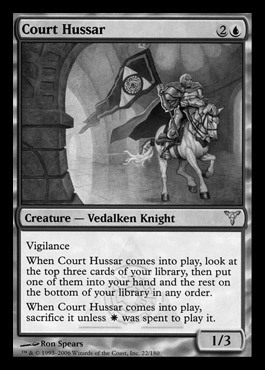 Court Hussar 2
Creature — Vedalken Knight
Vigilance
When Court Hussar comes into play, look
at the top three cards of your library, then put
one of them into your hand and the rest on
the bottom of your library in any order.
When Court Hussar comes into play,
sacrifice it unless was spent to play it.
Ron Spears
™ & © 1993–2006 Wizards of the Coast, Inc. 22/180
1/3